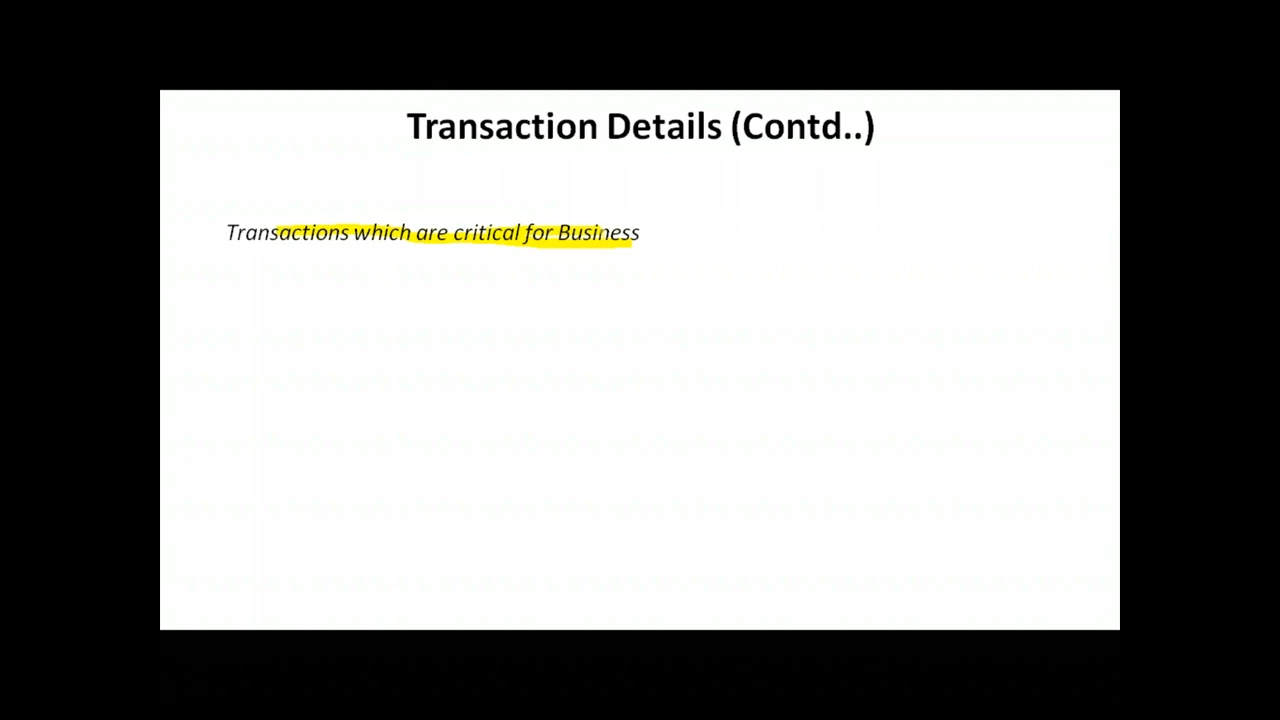 Transaction Details (Contd..)
Transactions which are critical for Business